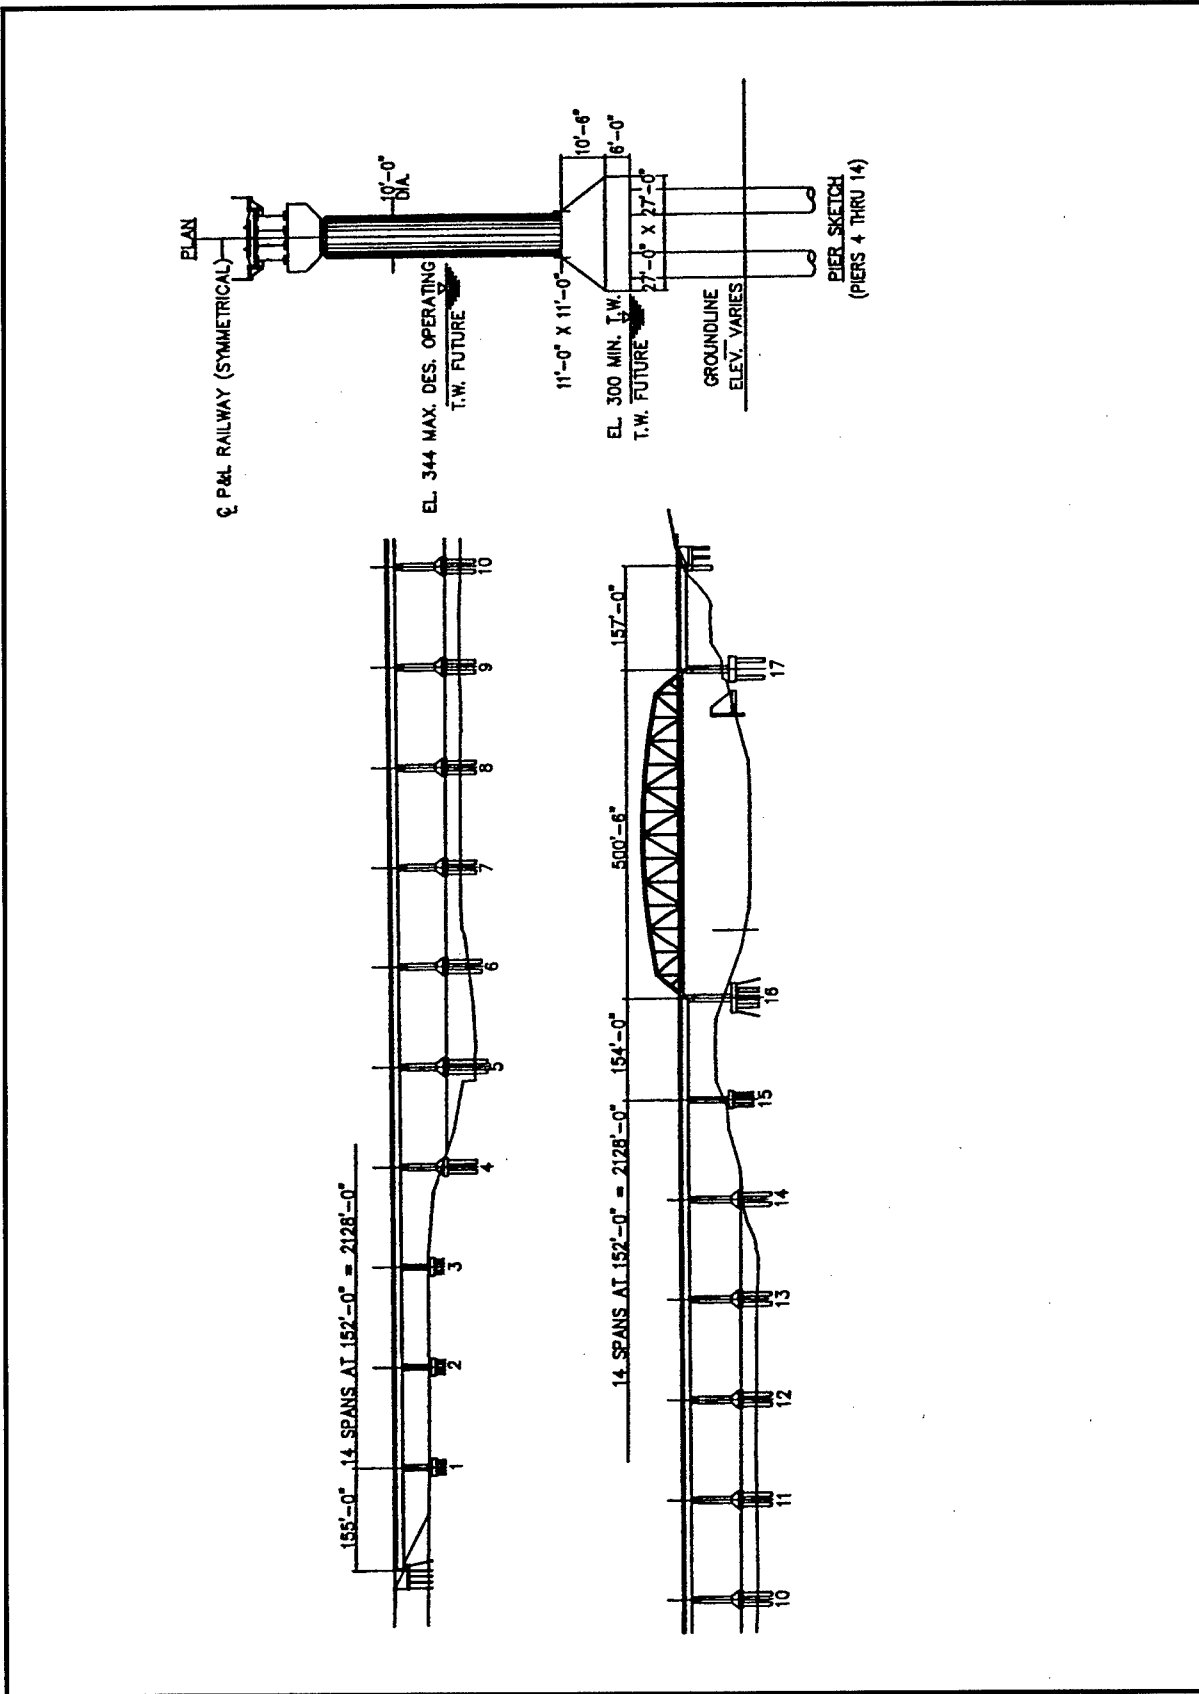 155'-0"
14 SPANS AT 152'-0" = 2128'-0"
1
2
3
4
5
6
7
8
9
10
14 SPANS AT 152'-0" = 2128'-0"
154'-0"
500'-6"
157'-0"
10
11
12
13
14
15
16
17
PLAN
℄ P&L RAILWAY (SYMMETRICAL)
10'-0"
DIA.
EL. 344 MAX. DES. OPERATING
T.W. FUTURE
11'-0" X 11'-0"
10'-6"
6'-0"
EL. 300 MIN. T.W.
T.W. FUTURE
27'-0" X 27'-0"
GROUNDLINE
ELEV. VARIES
PIER SKETCH
(PIERS 4 THRU 14)